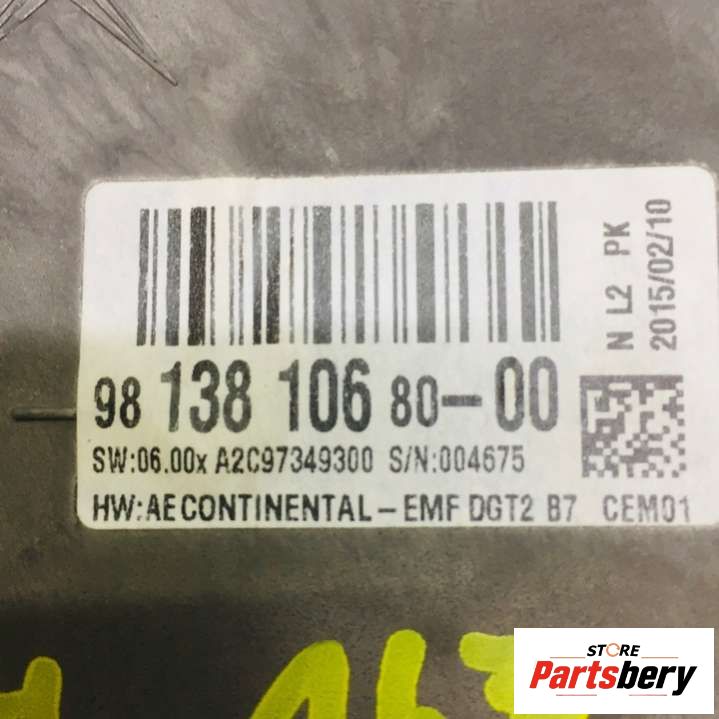 98 138 106 80-00
SW:06.00x A2C97349300 S/N:004675
HW:AE CONTINENTAL-EMF DGT2 B7 CEM01
N L2 PK
2015/02/10
STORE
Partsbery